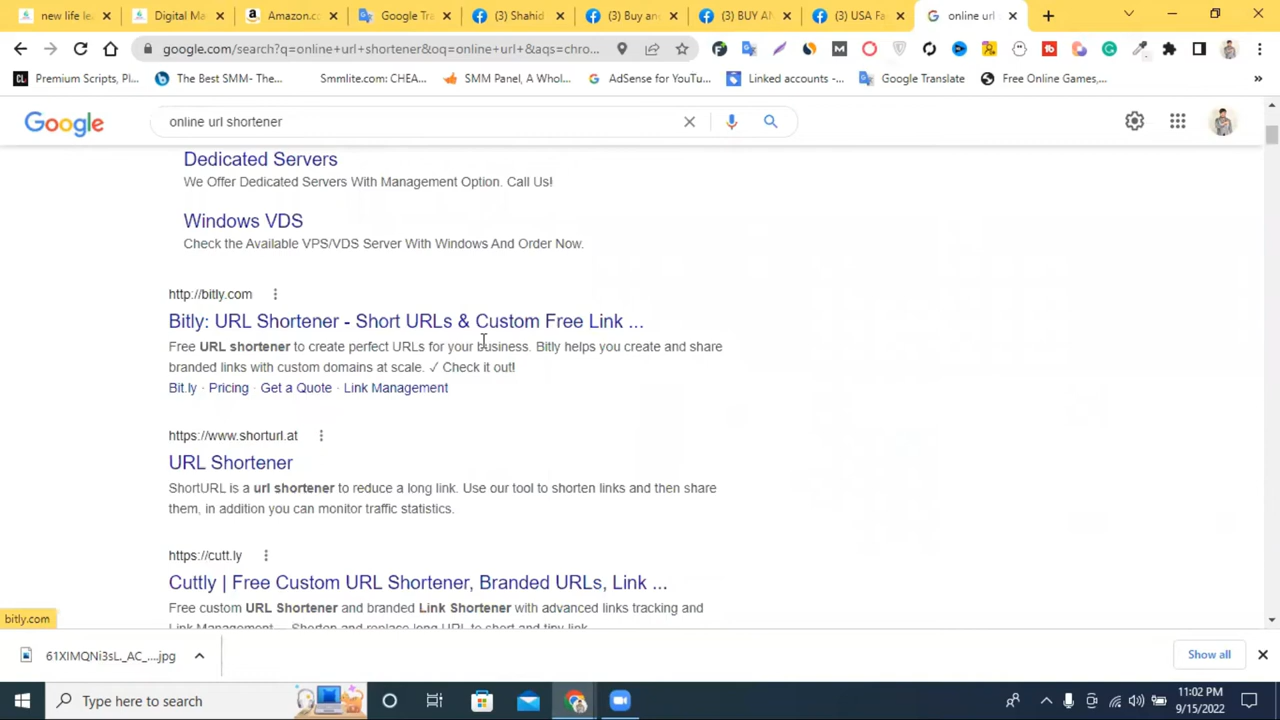 new life lea
Digital Ma
Amazon.co
Google Tra
(3) Shahid
(3) Buy and
(3) BUY AN
(3) USA Fa
online url
google.com/search?q=online+url+shortener&oq=online+url+&aqs=chro...
Premium Scripts, Pl...
The Best SMM- The...
Smmlite.com: CHEA...
SMM Panel, A Whol...
AdSense for YouTu...
Linked accounts -...
Google Translate
Free Online Games,...
Google
online url shortener
Dedicated Servers
We Offer Dedicated Servers With Management Option. Call Us!
Windows VDS
Check the Available VPS/VDS Server With Windows And Order Now.
http://bitly.com
Bitly: URL Shortener - Short URLs & Custom Free Link ...
Free URL shortener to create perfect URLs for your business. Bitly helps you create and share
branded links with custom domains at scale. ✓ Check it out!
Bit.ly · Pricing · Get a Quote · Link Management
https://www.shorturl.at
URL Shortener
ShortURL is a url shortener to reduce a long link. Use our tool to shorten links and then share
them, in addition you can monitor traffic statistics.
https://cutt.ly
Cuttly | Free Custom URL Shortener, Branded URLs, Link ...
Free custom URL Shortener and branded Link Shortener with advanced links tracking and
Link Management ... Shorten and replace long URL to short and tiny link
bitly.com
61XIMQNi3sL._AC_....jpg
Show all
Type here to search
11:02 PM
9/15/2022